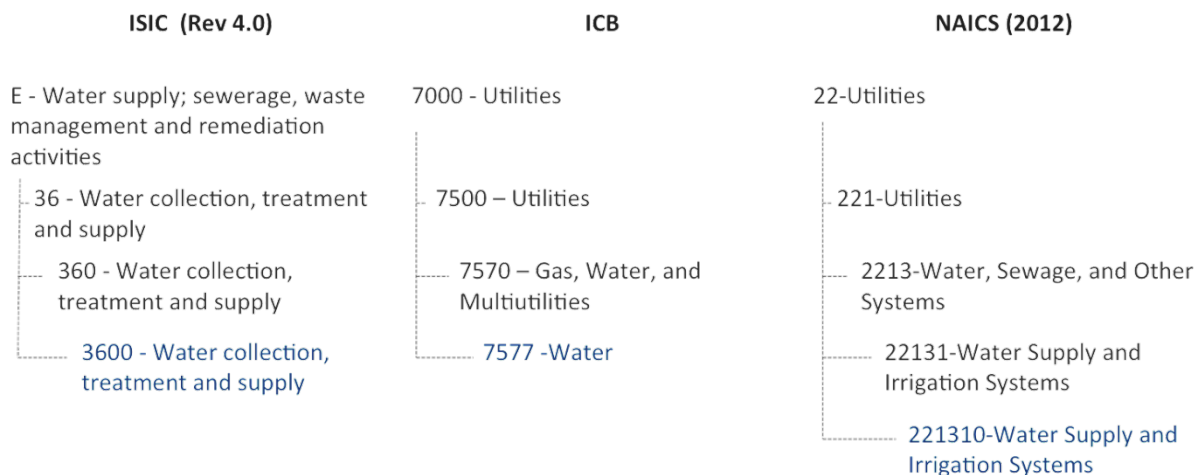 ISIC (Rev 4.0)
E - Water supply; sewerage, waste
management and remediation
activities
36 - Water collection, treatment
and supply
360 - Water collection,
treatment and supply
3600 - Water collection,
treatment and supply
ICB
7000 - Utilities
7500 – Utilities
7570 – Gas, Water, and
Multiutilities
7577 -Water
NAICS (2012)
22-Utilities
221-Utilities
2213-Water, Sewage, and Other
Systems
22131-Water Supply and
Irrigation Systems
221310-Water Supply and
Irrigation Systems